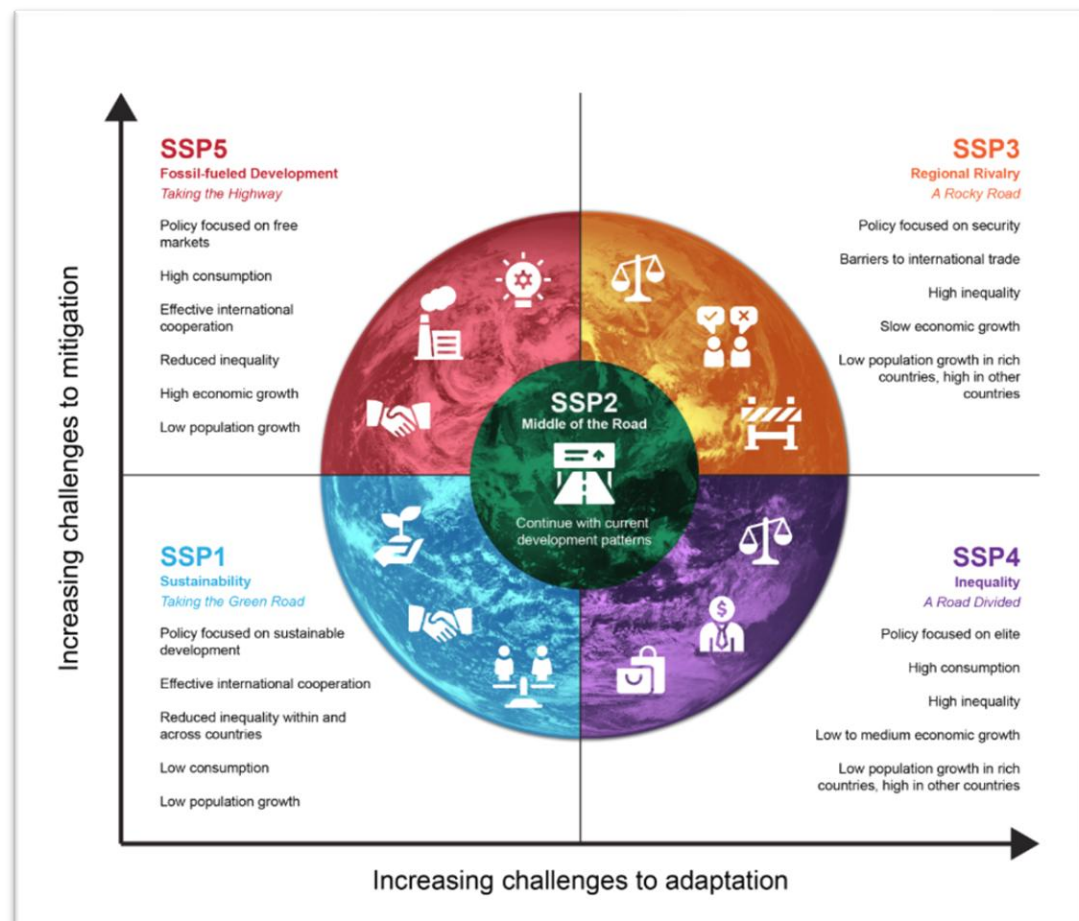 SSP5
Fossil-fueled Development
Taking the Highway
Policy focused on free
markets
High consumption
Effective international
cooperation
Reduced inequality
High economic growth
Low population growth
SSP3
Regional Rivalry
A Rocky Road
Policy focused on security
Barriers to international trade
High inequality
Slow economic growth
Low population growth in rich
countries, high in other
countries
SSP2
Middle of the Road
Continue with current
development patterns
SSP1
Sustainability
Taking the Green Road
Policy focused on sustainable
development
Effective international cooperation
Reduced inequality within and
across countries
Low consumption
Low population growth
SSP4
Inequality
A Road Divided
Policy focused on elite
High consumption
High inequality
Low to medium economic growth
Low population growth in rich
countries, high in other countries
$
Increasing challenges to mitigation
Increasing challenges to adaptation